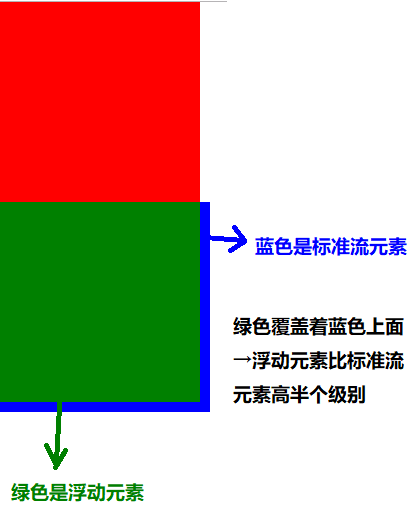 蓝色是标准流元素
绿色覆盖着蓝色上面
→浮动元素比标准流
元素高半个级别
绿色是浮动元素